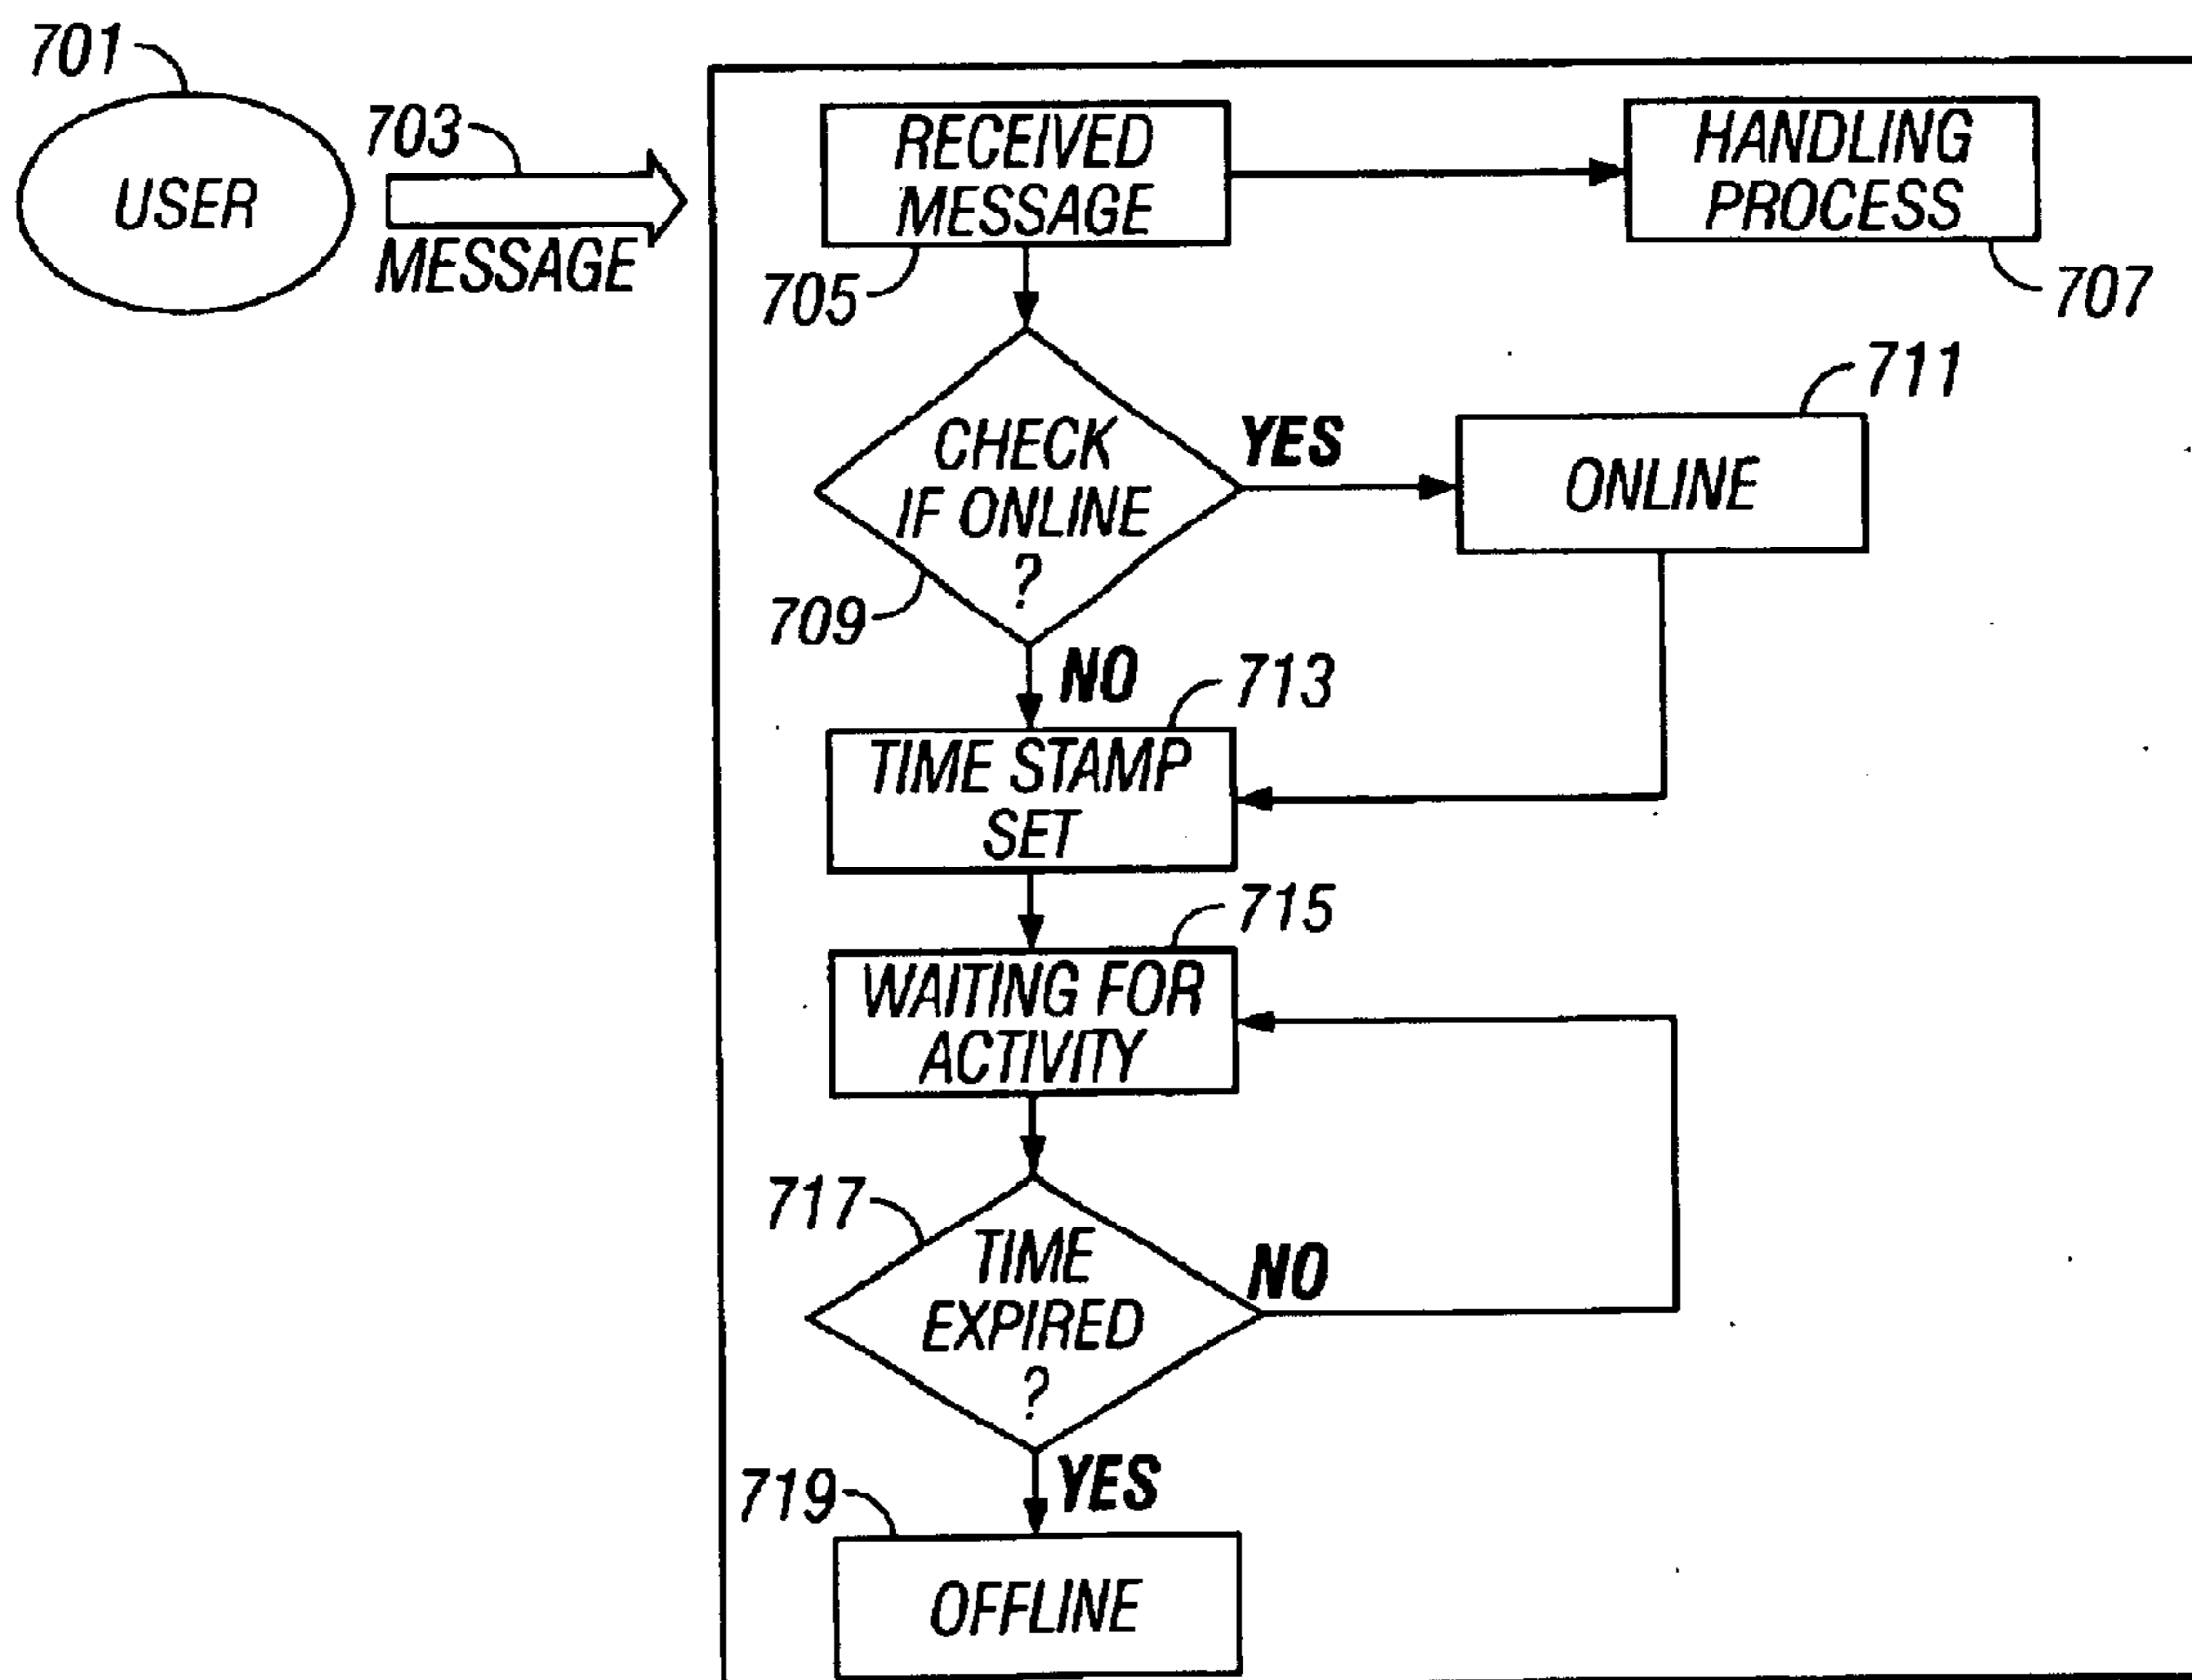 701
USER
703
MESSAGE
RECEIVED
MESSAGE
705
HANDLING
PROCESS
707
CHECK
IF ONLINE
?
709
YES
ONLINE
711
NO
713
TIME STAMP
SET
715
WAITING FOR
ACTIVITY
717
TIME
EXPIRED
?
NO
YES
719
OFFLINE